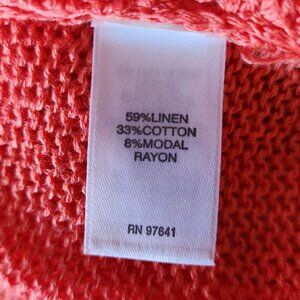 59%LINEN
33%COTTON
8%MODAL
RAYON
RN 97641